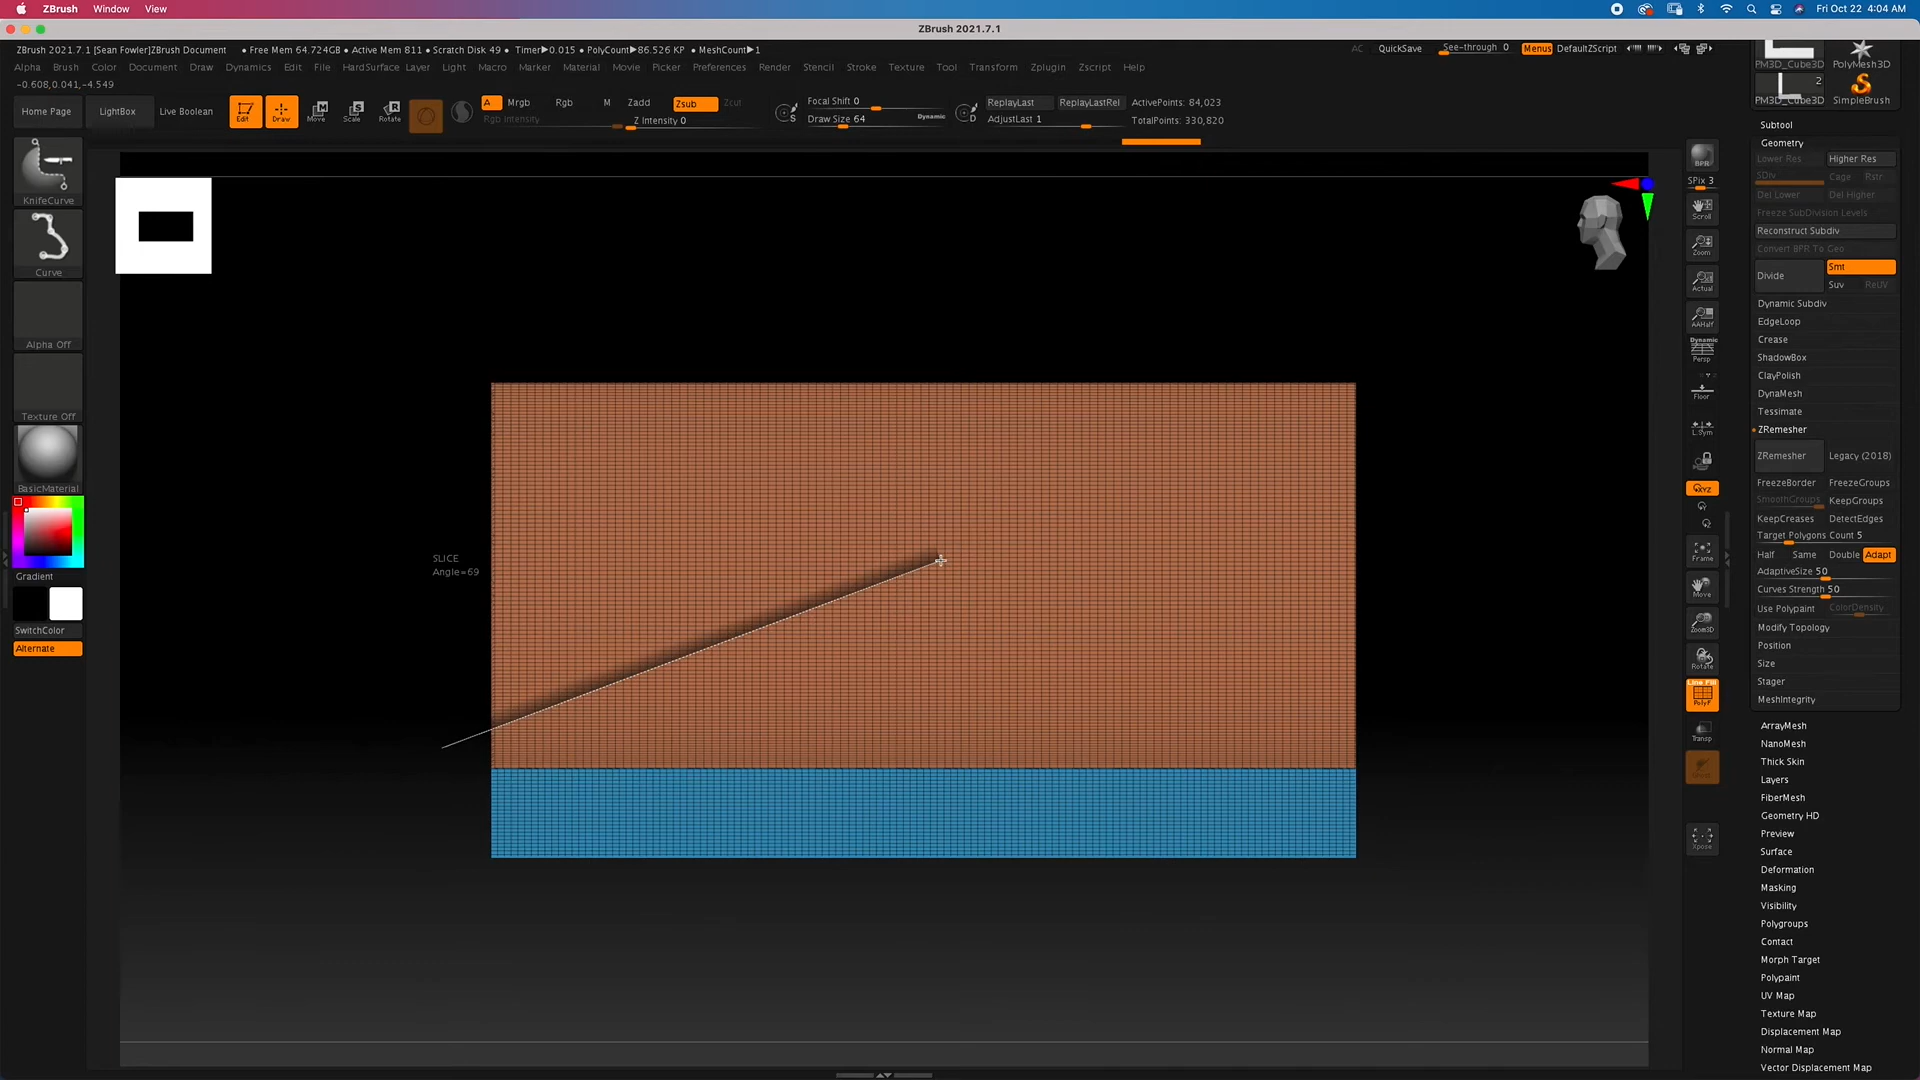 ZBrush Window View Fri Oct 22 4:04 AM
ZBrush 2021.7.1
ZBrush 2021.7.1 [Sean Fowler]ZBrush Document • Free Mem 64.724GB • Active Mem 811 • Scratch Disk 49 • Timer▶0.015 • PolyCount▶86.526 KP • MeshCount▶1 AC QuickSave See-through 0 Menus DefaultZScript
Alpha Brush Color Document Draw Dynamics Edit File HardSurface Layer Light Macro Marker Material Movie Picker Preferences Render Stencil Stroke Texture Tool Transform Zplugin Zscript Help
-0.608,0.041,-4.549
Home Page LightBox Live Boolean Edit Draw Move Scale Rotate
A Mrgb Rgb M Zadd Zsub Zcut
Rgb Intensity Z Intensity 0
Focal Shift 0
Draw Size 64 Dynamic
S D
ReplayLast ReplayLastRel ActivePoints: 84,023
AdjustLast 1 TotalPoints: 330,820
KnifeCurve
Curve
Alpha Off
Texture Off
BasicMaterial
Gradient
SwitchColor
Alternate
SLICE
Angle=69
BPR
SPix 3
Scroll
Zoom
Actual
AAHalf
Dynamic
Persp
Floor
L.Sym
XYZ
Frame
Move
Zoom3D
Rotate
Line Fill
PolyF
Transp
Xpose
PM3D_Cube3D PolyMesh3D
2
PM3D_Cube3D SimpleBrush
Subtool
Geometry
Lower Res Higher Res
SDiv Cage Rstr
Del Lower Del Higher
Freeze SubDivision Levels
Reconstruct Subdiv
Convert BPR To Geo
Divide Smt
Suv ReUV
Dynamic Subdiv
EdgeLoop
Crease
ShadowBox
ClayPolish
DynaMesh
Tessimate
ZRemesher
ZRemesher Legacy (2018)
FreezeBorder FreezeGroups
SmoothGroups KeepGroups
KeepCreases DetectEdges
Target Polygons Count 5
Half Same Double Adapt
AdaptiveSize 50
Curves Strength 50
Use Polypaint ColorDensity
Modify Topology
Position
Size
Stager
MeshIntegrity
ArrayMesh
NanoMesh
Thick Skin
Layers
FiberMesh
Geometry HD
Preview
Surface
Deformation
Masking
Visibility
Polygroups
Contact
Morph Target
Polypaint
UV Map
Texture Map
Displacement Map
Normal Map
Vector Displacement Map